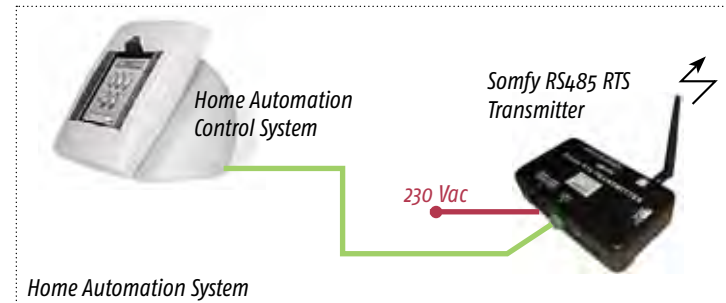 Home Automation
Control System
Somfy RS485 RTS
Transmitter
230 Vac
Home Automation System